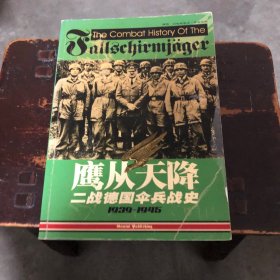 The Combat History Of The
Fallschirmjäger
鹰从天降
二战德国伞兵战史
1939-1945